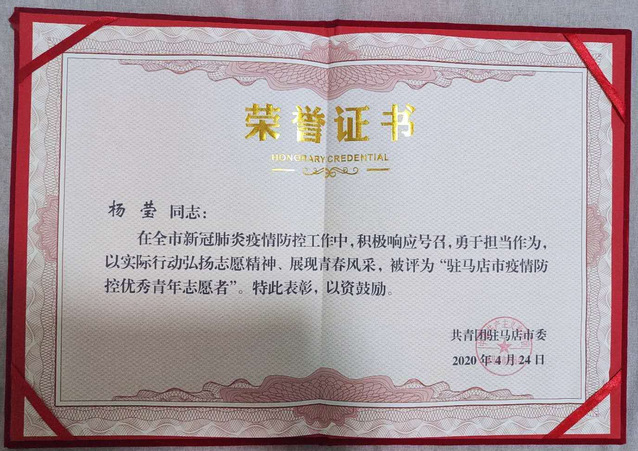 荣誉证书
HONORARY CREDENTIAL
杨 莹 同志：
在全市新冠肺炎疫情防控工作中，积极响应号召，勇于担当作为，
以实际行动弘扬志愿精神、展现青春风采，被评为“驻马店市疫情防
控优秀青年志愿者”。特此表彰，以资鼓励。
共青团驻马店市委
2020年4月24日